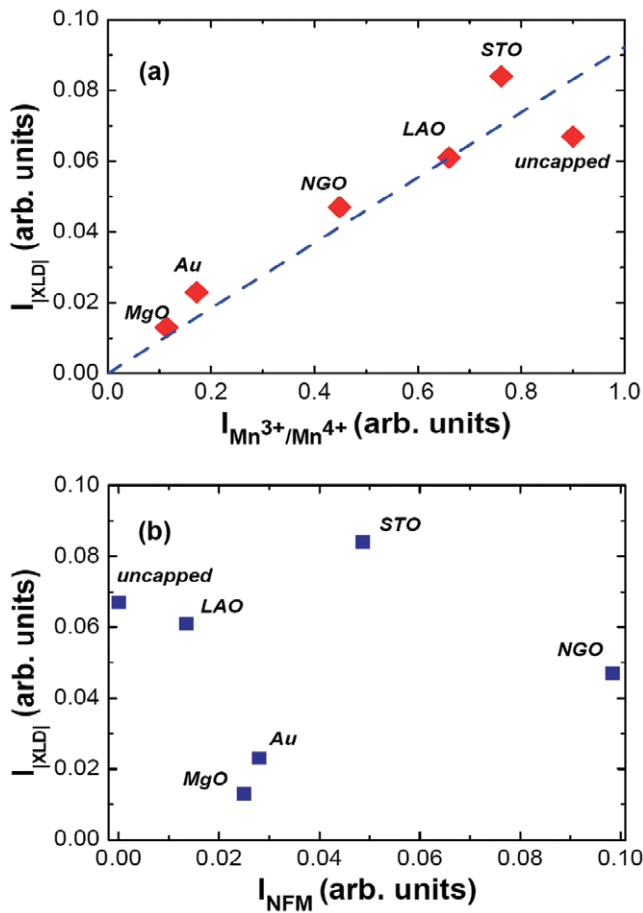 0.10
STO
(a)
0.08
LAO
uncapped
0.06
NGO
I|XLD| (arb. units)
0.04
Au
MgO
0.02
0.00
0.0 0.2 0.4 0.6 0.8 1.0
IMn3+/Mn4+ (arb. units)
0.10
(b)
STO
0.08
uncapped
LAO
0.06
NGO
I|XLD| (arb. units)
0.04
Au
0.02
MgO
0.00
0.00 0.02 0.04 0.06 0.08 0.10
INFM (arb. units)